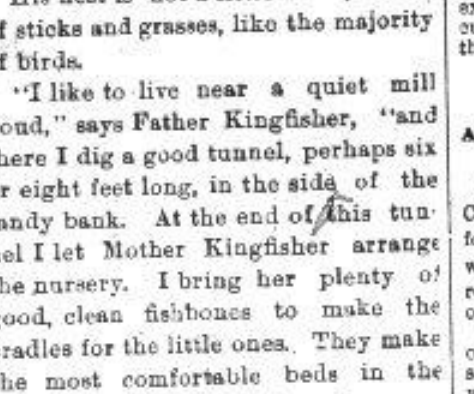 f sticks and grasses, like the majority
f birds.
"I like to live near a quiet mill
ond," says Father Kingfisher, "and
here I dig a good tunnel, perhaps six
r eight feet long, in the side of the
andy bank. At the end of this tun-
el I let Mother Kingfisher arrange
he nursery. I bring her plenty of
ood, clean fishbones to make the
radles for the little ones. They make
he most comfortable beds in the